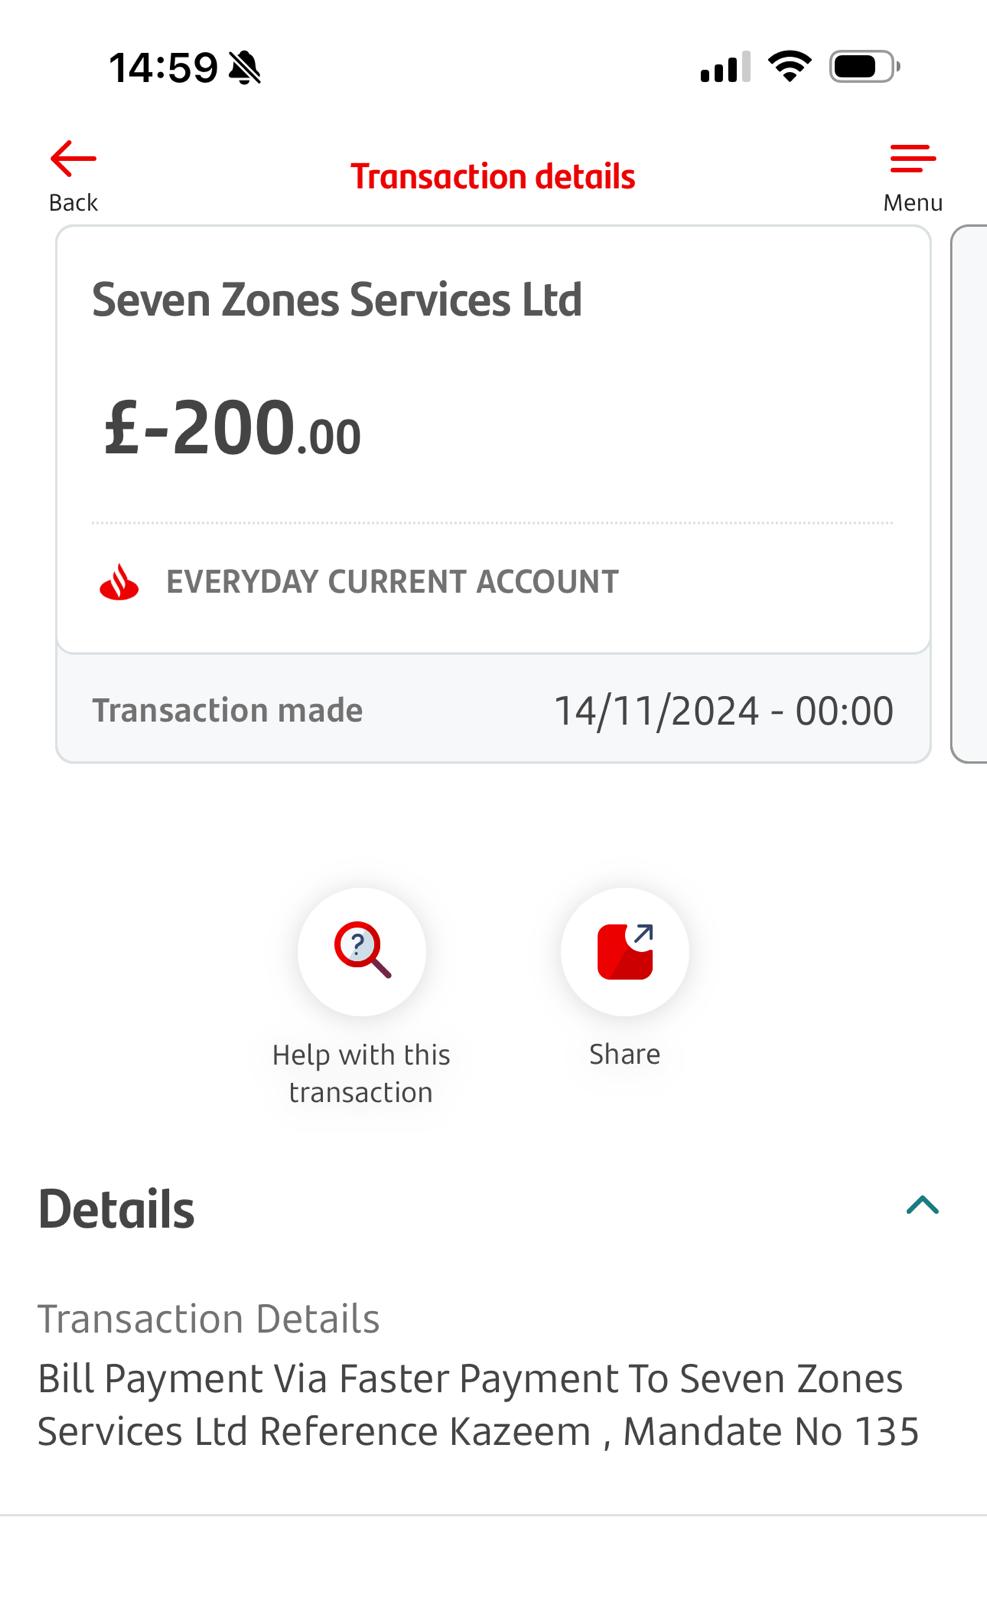 14:59
Back
Transaction details
Menu
Seven Zones Services Ltd
£-200.00
EVERYDAY CURRENT ACCOUNT
Transaction made 14/11/2024 - 00:00
?
Help with this
transaction
Share
Details
Transaction Details
Bill Payment Via Faster Payment To Seven Zones
Services Ltd Reference Kazeem , Mandate No 135